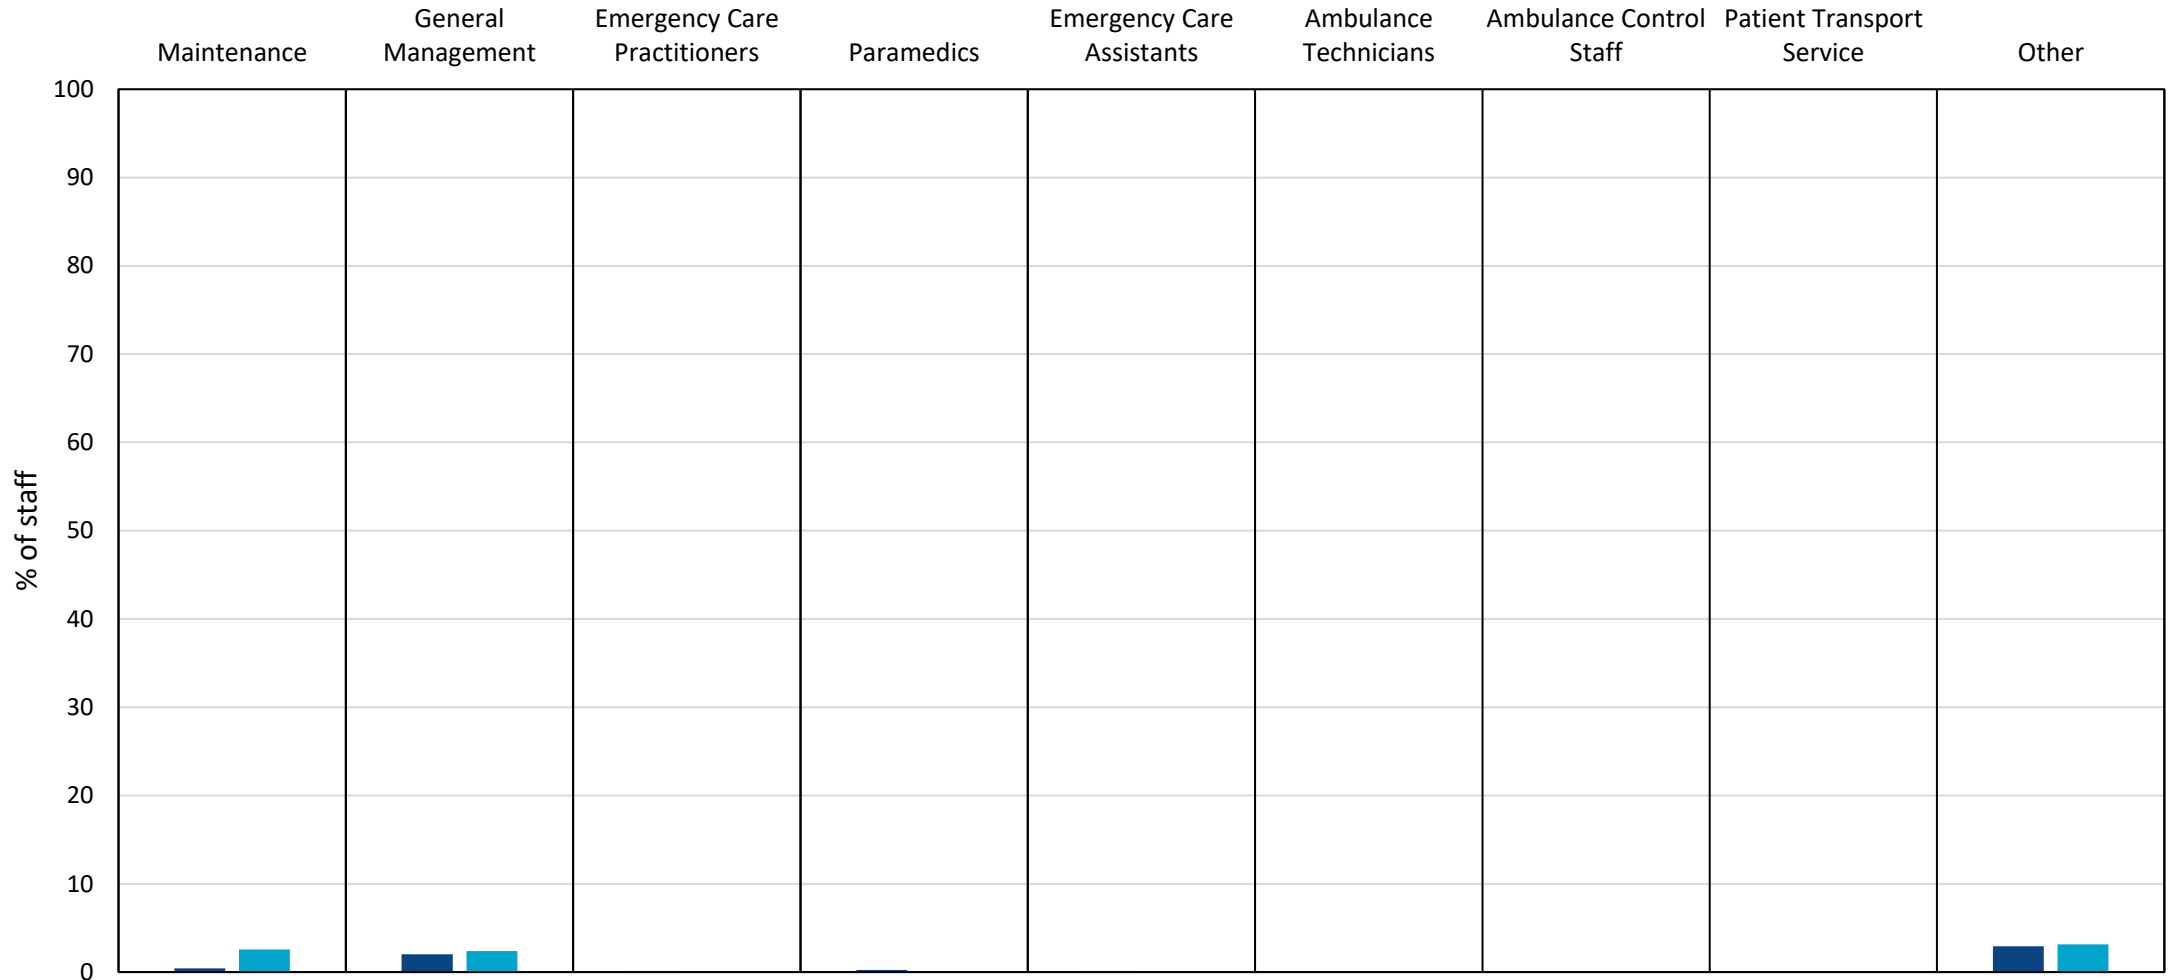 Maintenance
General
Management
Emergency Care
Practitioners
Paramedics
Emergency Care
Assistants
Ambulance
Technicians
Ambulance Control
Staff
Patient Transport
Service
Other
% of staff
100
90
80
70
60
50
40
30
20
10
0